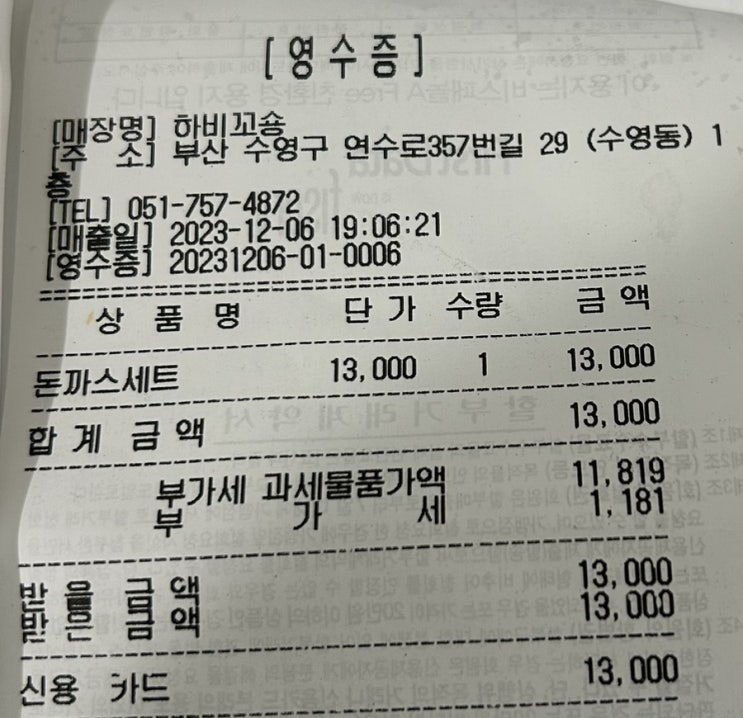 [영수증]
[매장명] 하비꼬숑
[주 소] 부산 수영구 연수로357번길 29 (수영동) 1
층
[TEL] 051-757-4872
[매출일] 2023-12-06 19:06:21
[영수증] 20231206-01-0006
상 품 명 단 가 수량 금 액
돈까스세트 13,000 1 13,000
합 계 금 액 13,000
부가세 과세물품가액 11,819
부 가 세 1,181
받 을 금 액 13,000
받 은 금 액 13,000
신용 카드 13,000